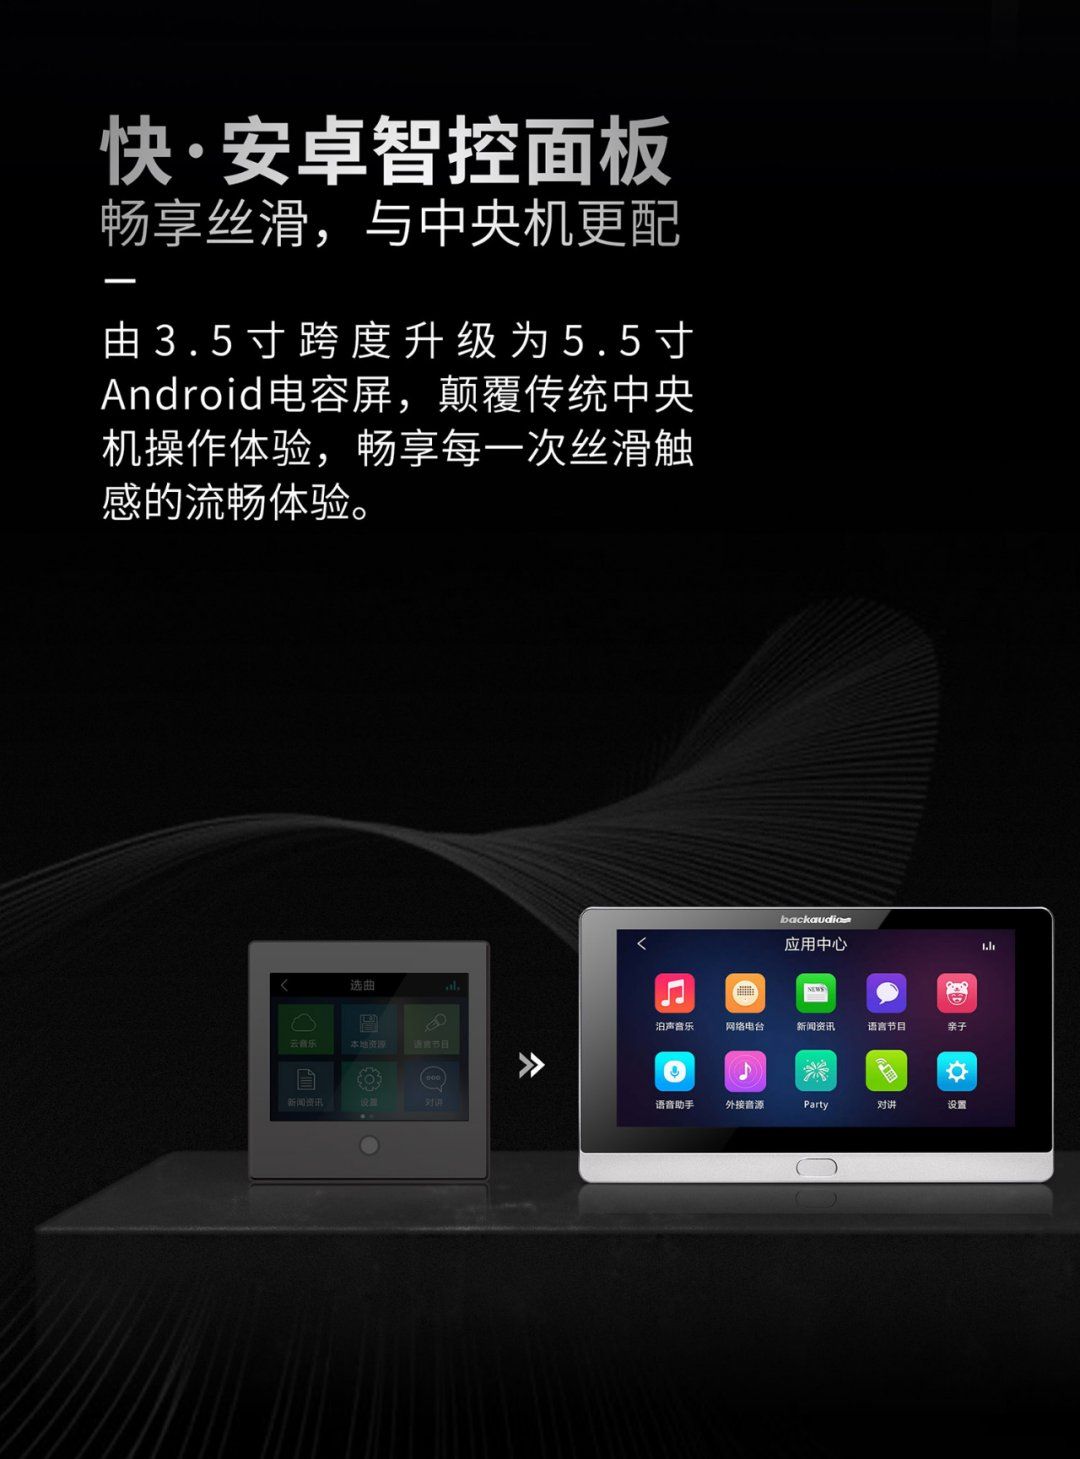 快·安卓智控面板
畅享丝滑，与中央机更配
由3.5寸跨度升级为5.5寸
Android电容屏，颠覆传统中央
机操作体验，畅享每一次丝滑触
感的流畅体验。
backaudio
应用中心
泊声音乐 网络电台 新闻资讯 语言节目 亲子
NEWS
语音助手 外接音源 Party 对讲 设置
选曲
云音乐 本地资源 语言节目
新闻资讯 设置 对讲